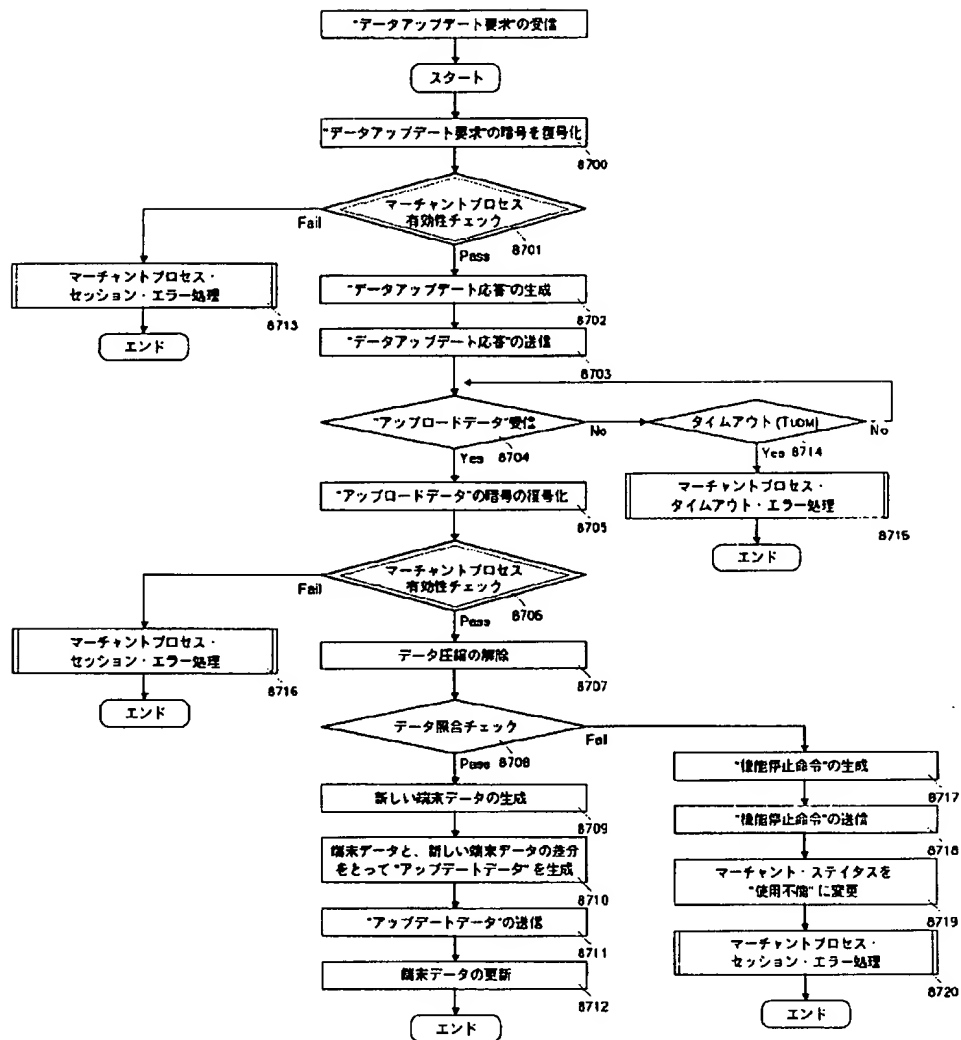 "データアップデート要求"の受信
スタート
"データアップデート要求"の暗号を復号化
8700
マーチャントプロセス
有効性チェック
8701
Fail
Pass
マーチャントプロセス・
セッション・エラー処理
8713
エンド
"データアップデート応答"の生成
8702
"データアップデート応答"の送信
8703
"アップロードデータ"受信
8704
No
Yes
タイムアウト(TUDM)
8714
No
Yes
マーチャントプロセス・
タイムアウト・エラー処理
8715
エンド
"アップロードデータ"の暗号の復号化
8705
マーチャントプロセス
有効性チェック
8706
Fail
Pass
マーチャントプロセス・
セッション・エラー処理
8716
エンド
データ圧縮の解除
8707
データ照合チェック
8708
Fail
Pass
新しい端末データの生成
8709
端末データと、新しい端末データの差分
をとって"アップデートデータ"を生成
8710
"アップデートデータ"の送信
8711
端末データの更新
8712
エンド
"機能停止命令"の生成
8717
"機能停止命令"の送信
8718
マーチャント・ステイタスを
"使用不能"に変更
8719
マーチャントプロセス・
セッション・エラー処理
8720
エンド